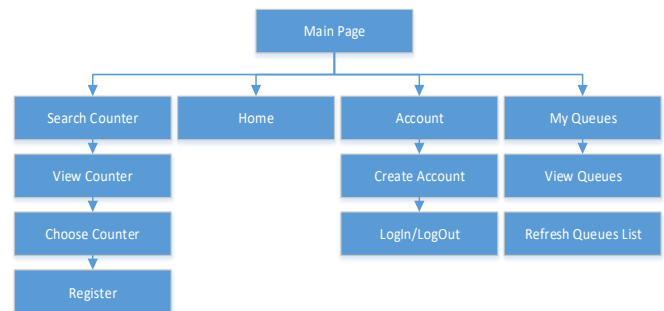 Main Page
Search Counter
Home
Account
My Queues
View Counter
Create Account
View Queues
Choose Counter
LogIn/LogOut
Refresh Queues List
Register